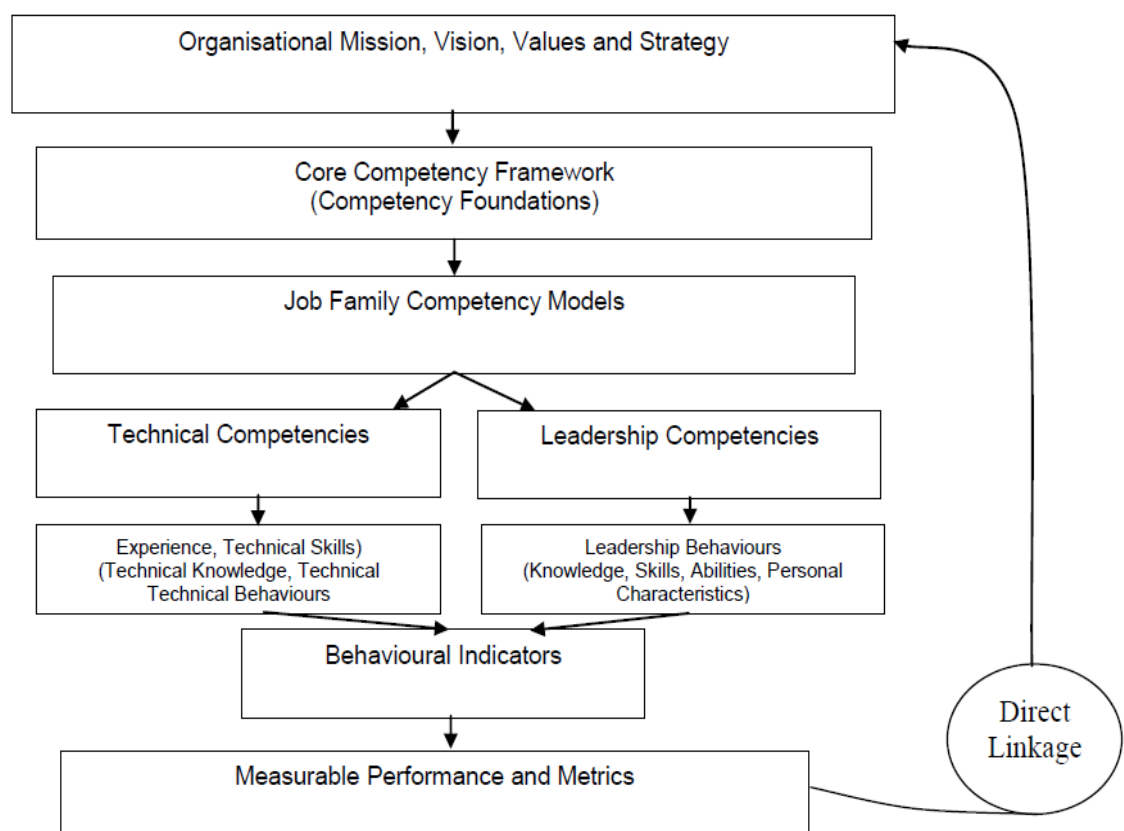 Organisational Mission, Vision, Values and Strategy
Core Competency Framework
(Competency Foundations)
Job Family Competency Models
Technical Competencies
Leadership Competencies
Experience, Technical Skills)
(Technical Knowledge, Technical
Technical Behaviours
Leadership Behaviours
(Knowledge, Skills, Abilities, Personal
Characteristics)
Behavioural Indicators
Direct
Linkage
Measurable Performance and Metrics